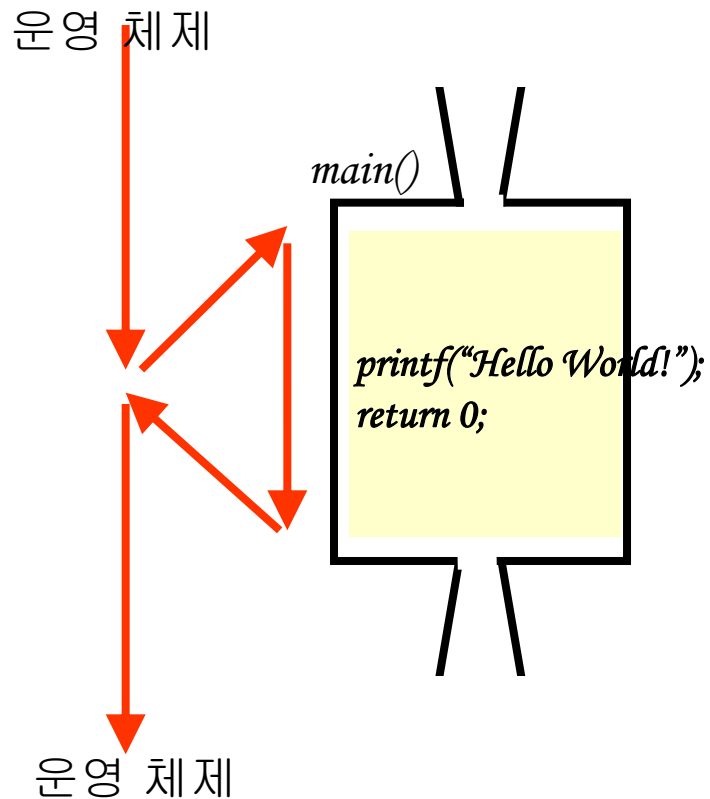 운영 체제
main()
printf(“Hello World!”);
return 0;
운영 체제